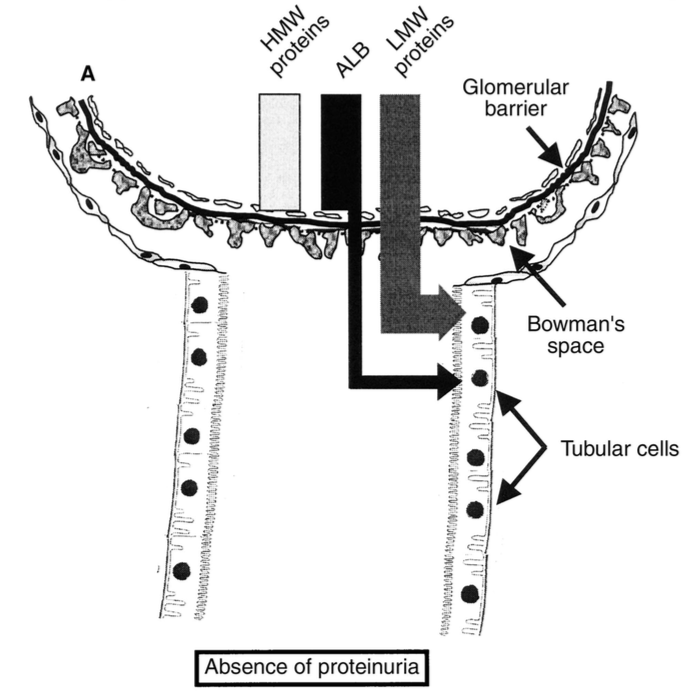 A
HMW
proteins
ALB
LMW
proteins
Glomerular
barrier
Bowman's
space
Tubular cells
Absence of proteinuria